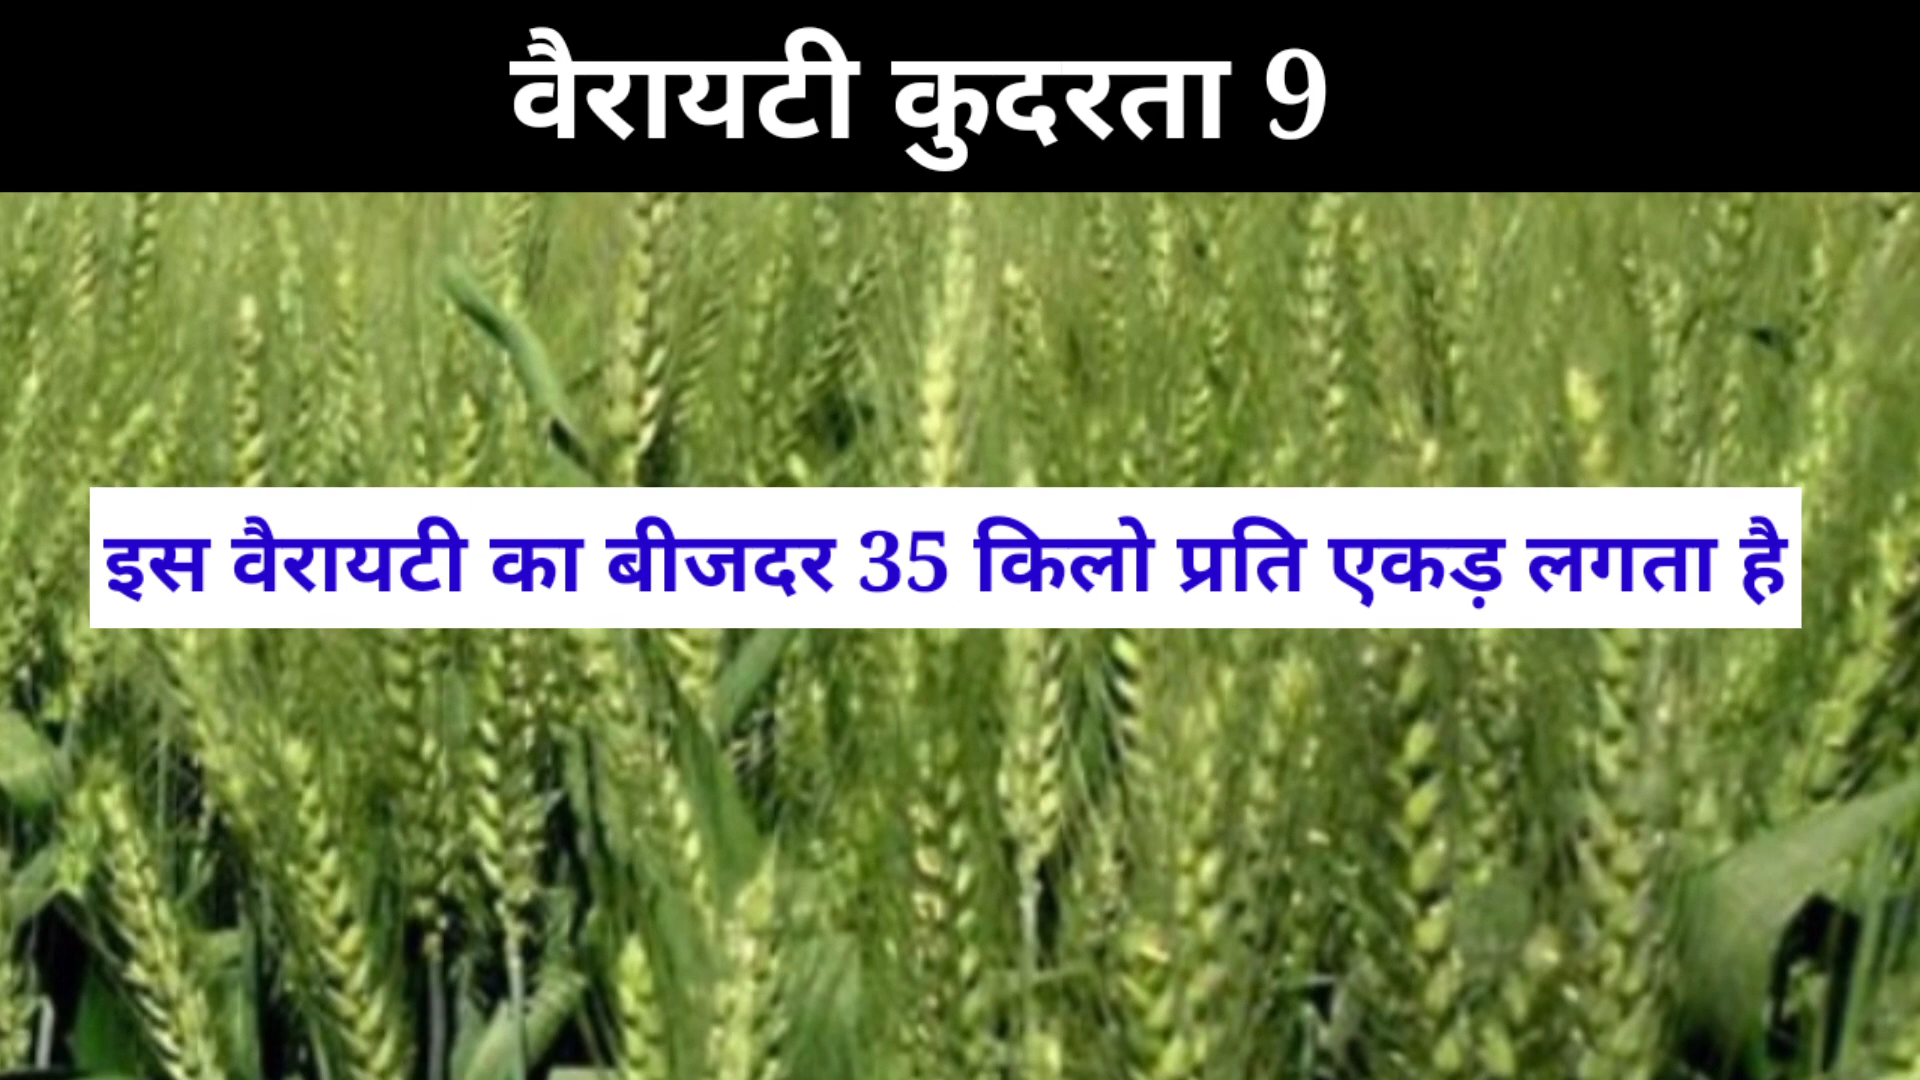 वैरायटी कुदरता 9
इस वैरायटी का बीजदर 35 किलो प्रति एकड़ लगता है